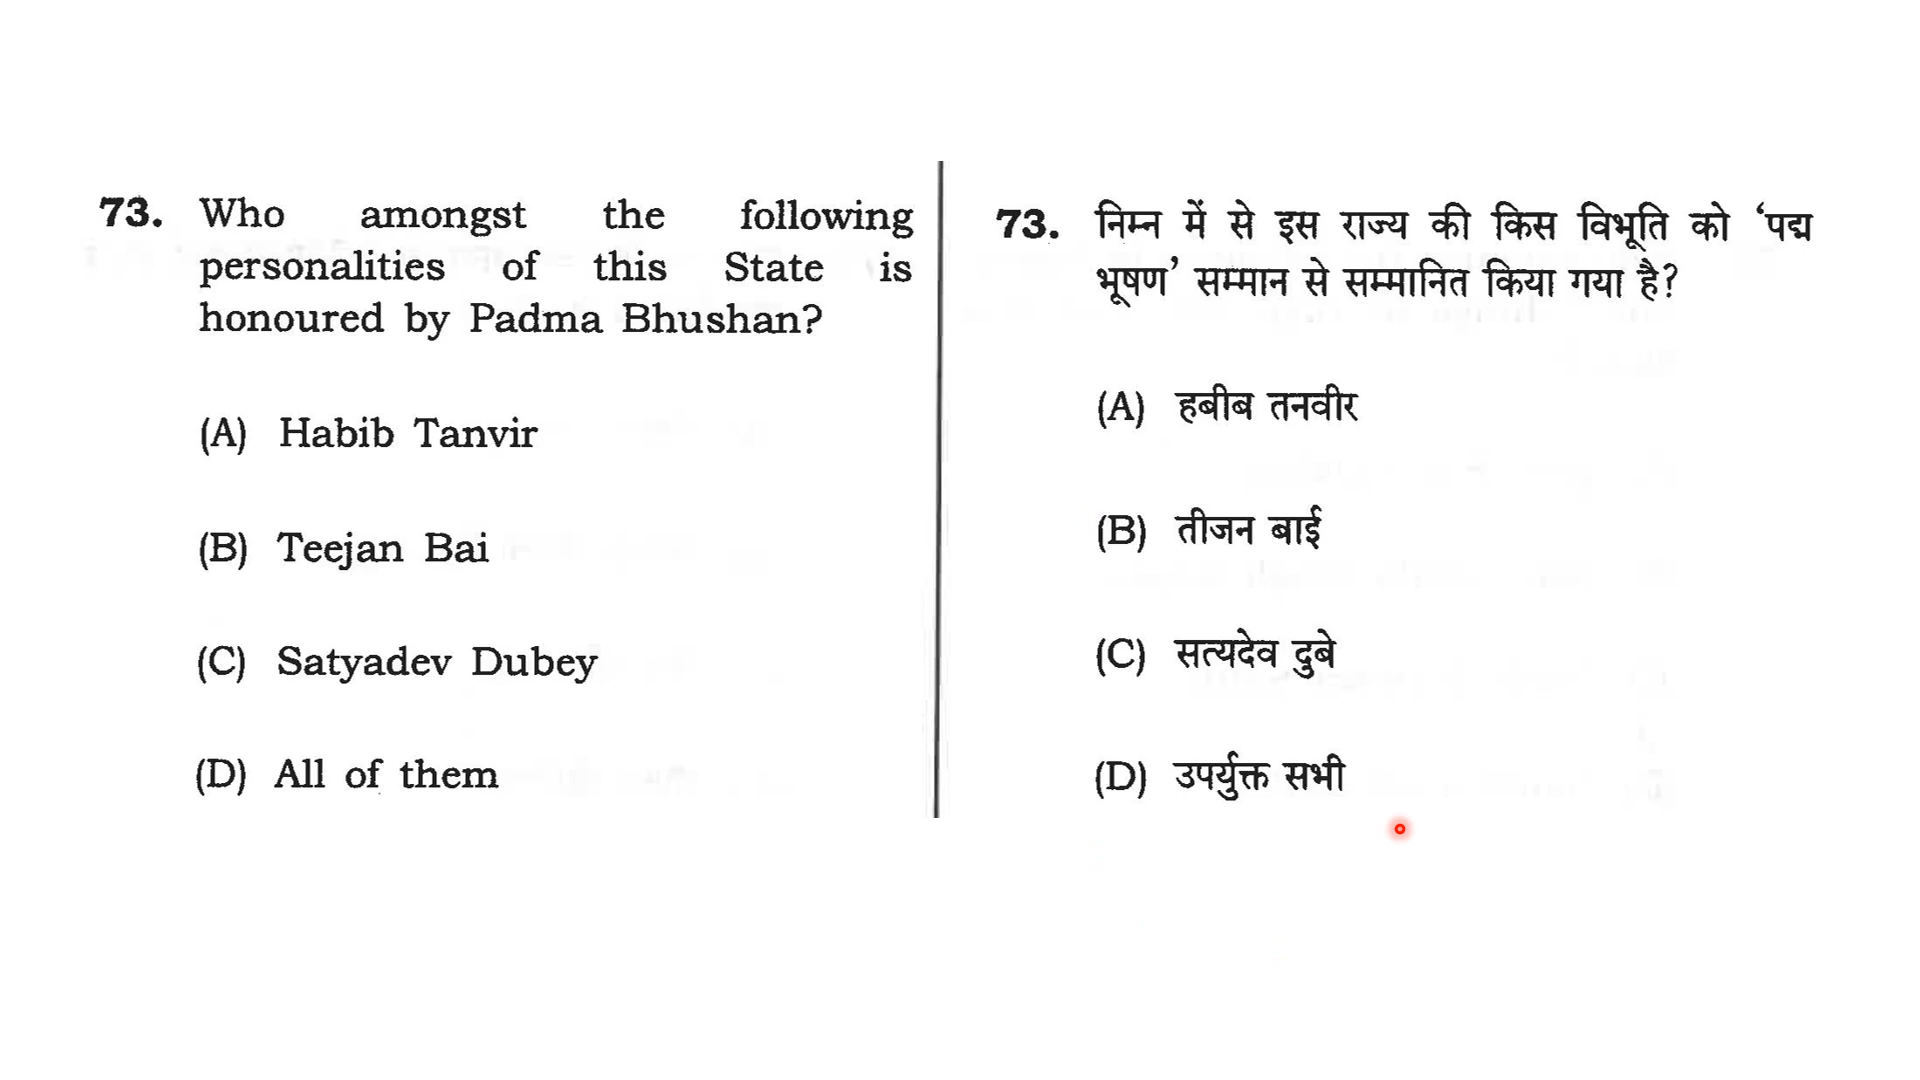 73. Who amongst the following
personalities of this State is
honoured by Padma Bhushan?
(A) Habib Tanvir
(B) Teejan Bai
(C) Satyadev Dubey
(D) All of them
73. निम्न में से इस राज्य की किस विभूति को ‘पद्म
भूषण’ सम्मान से सम्मानित किया गया है?
(A) हबीब तनवीर
(B) तीजन बाई
(C) सत्यदेव दुबे
(D) उपर्युक्त सभी